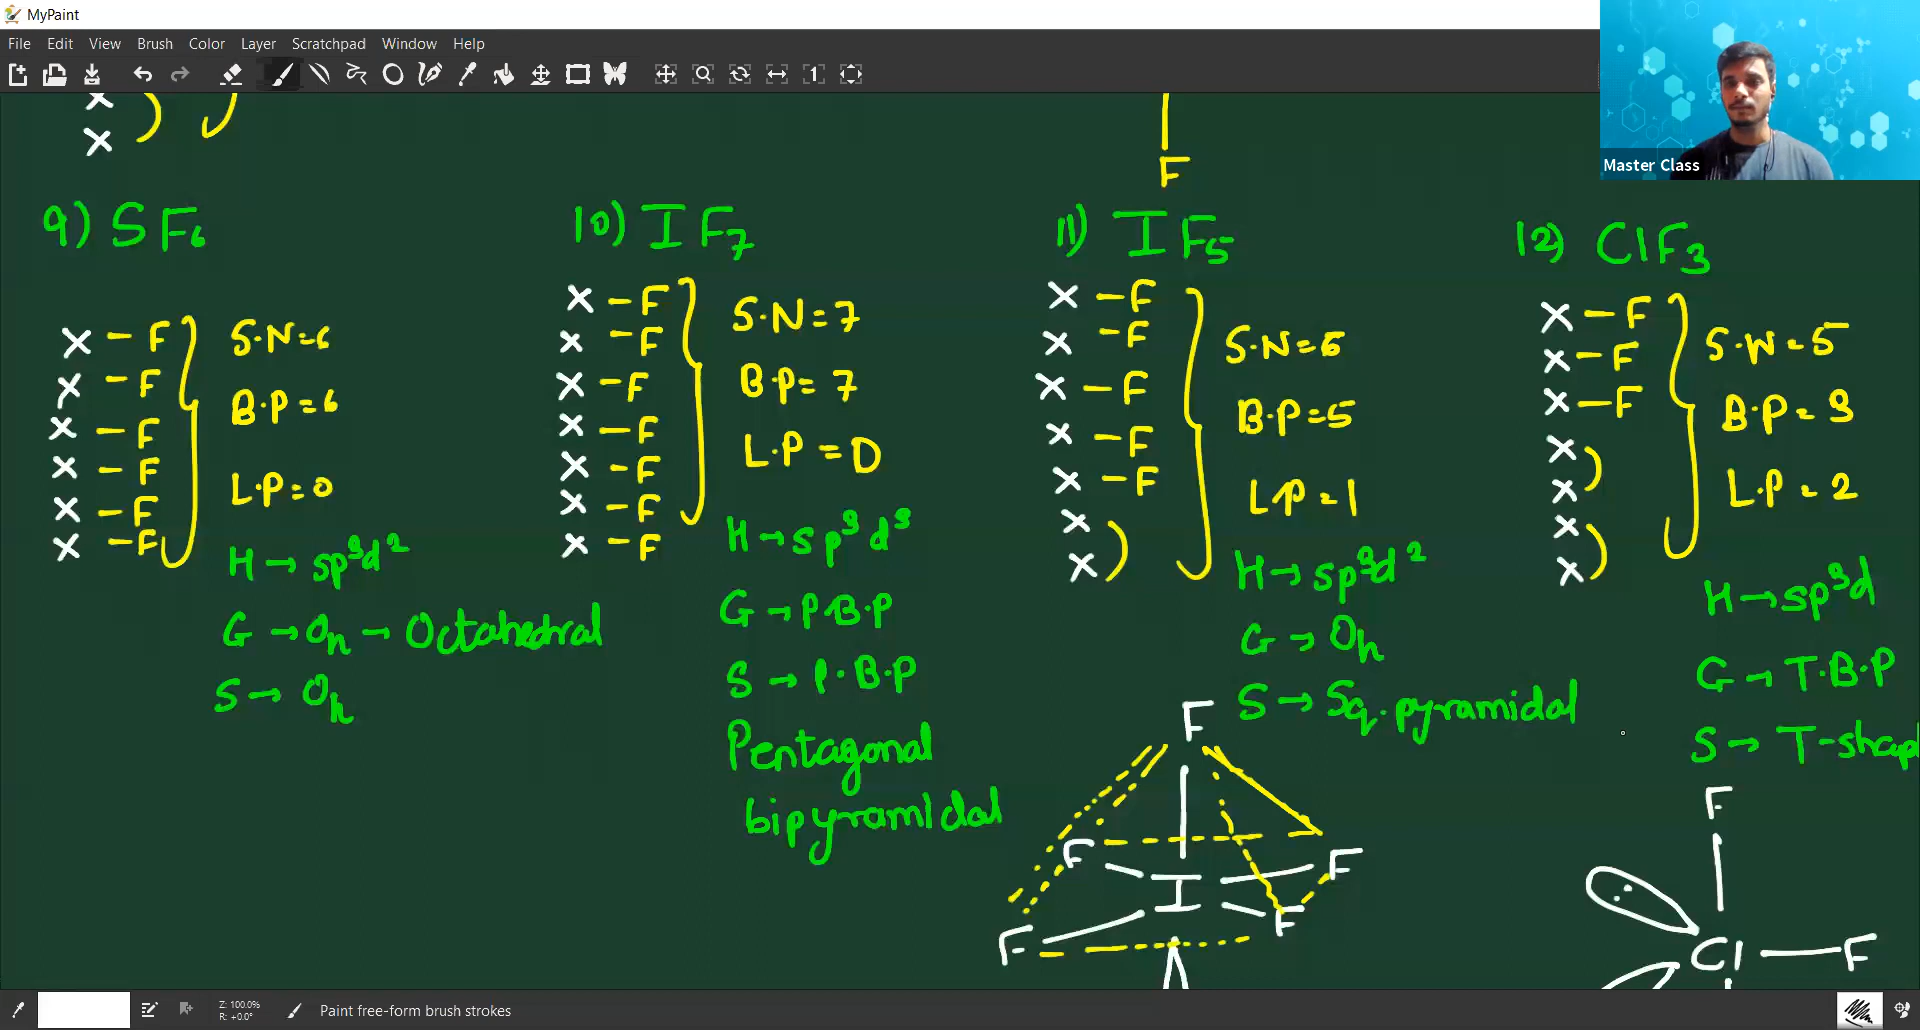 MyPaint
File Edit View Brush Color Layer Scratchpad Window Help
Master Class
x
x
F
9) SF6
x - F
x - F
x - F
x - F
x - F
x - F
S.N=6
B.P=6
L.P=0
H → sp³d²
G → Oh → Octahedral
S → Oh
10) IF7
x - F
x - F
x - F
x - F
x - F
x - F
x - F
S.N=7
B.P=7
L.P=0
H → sp³d³
G → P.B.P
S → P.B.P
Pentagonal
bipyramidal
11) IF5
x - F
x - F
x - F
x - F
x - F
x
x
S.N=6
B.P=5
L.P=1
H → sp³d²
G → Oh
S → Sq.pyramidal
F
F
F
I
F
F
12) ClF3
x - F
x - F
x - F
x
x
x
x
S.N=5
B.P=3
L.P=2
H → sp³d
G → T.B.P
S → T-shap
F
Cl - F
Z: 100.0%
R: +0.0°
Paint free-form brush strokes